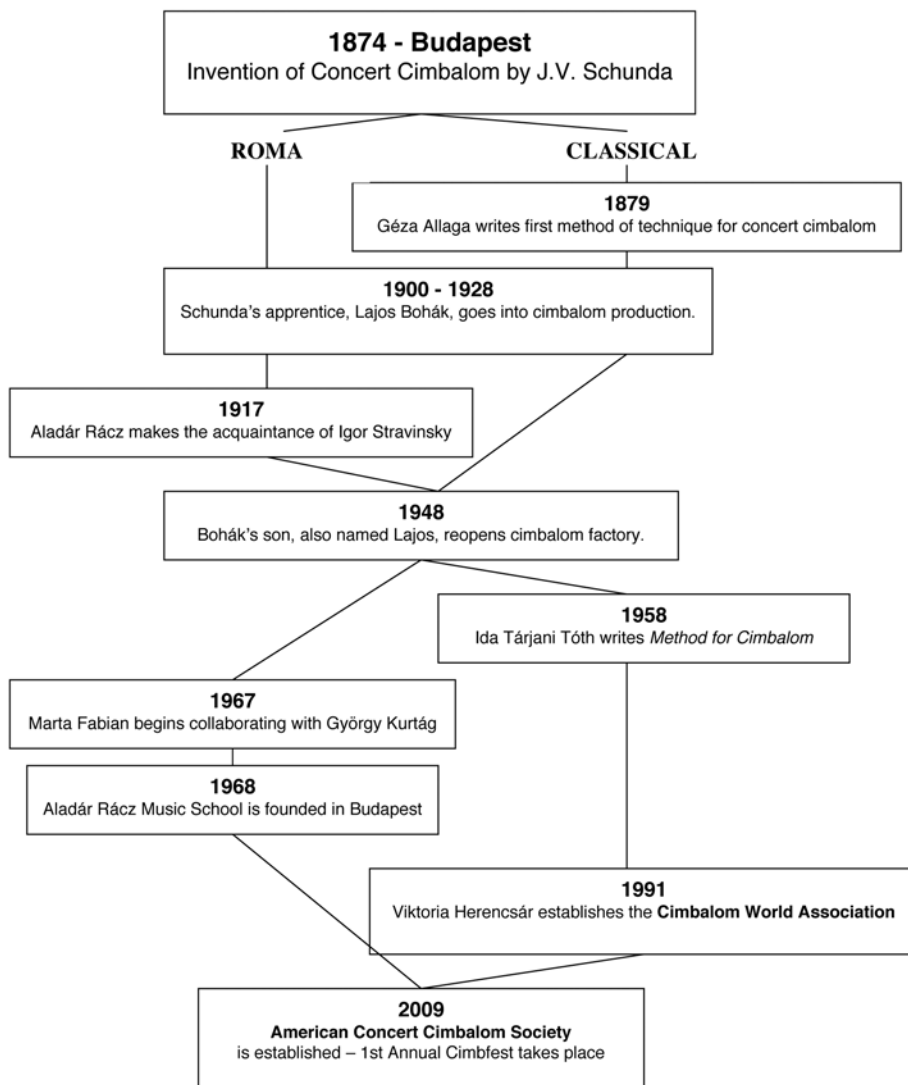 1874 - Budapest
Invention of Concert Cimbalom by J.V. Schunda
ROMA
CLASSICAL
1879
Géza Allaga writes first method of technique for concert cimbalom
1900 - 1928
Schunda's apprentice, Lajos Bohák, goes into cimbalom production.
1917
Aladár Rácz makes the acquaintance of Igor Stravinsky
1948
Bohák's son, also named Lajos, reopens cimbalom factory.
1958
Ida Tárjani Tóth writes Method for Cimbalom
1967
Marta Fabian begins collaborating with György Kurtág
1968
Aladár Rácz Music School is founded in Budapest
1991
Viktoria Herencsár establishes the Cimbalom World Association
2009
American Concert Cimbalom Society
is established – 1st Annual Cimbfest takes place